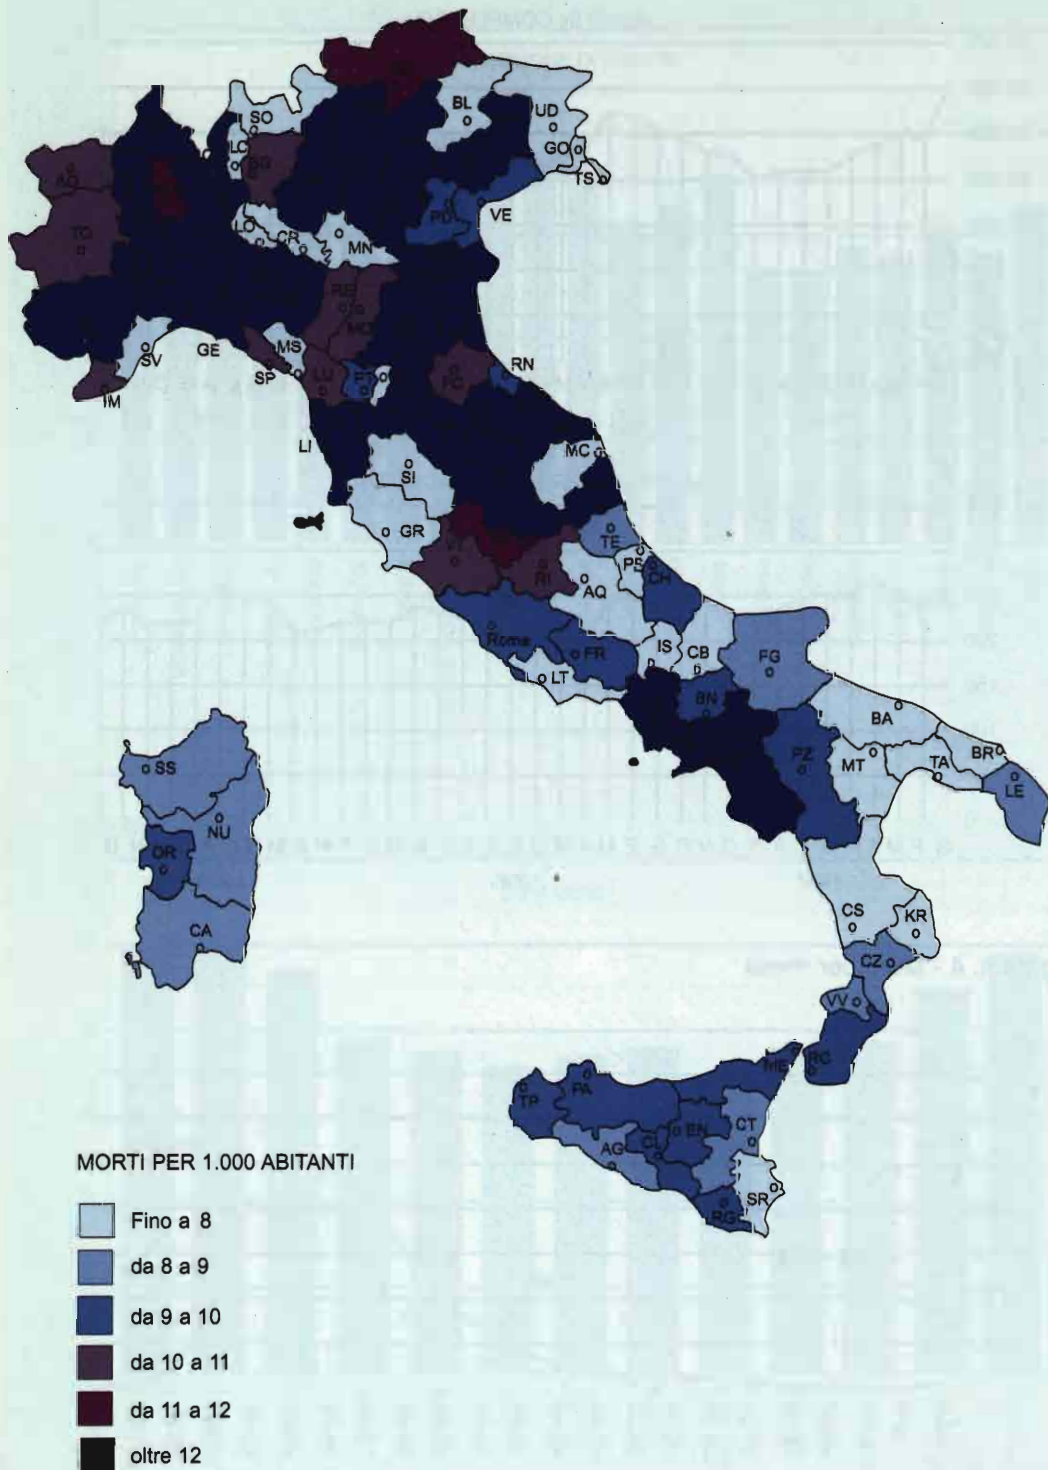 BL
UD
SO
LC
GO
BG
AO
TS
PD
VE
LO
TO
CR
MN
RE
MO
MS
SV
GE
RN
SP
LU
PT
FO
IM
LI
MC
SI
GR
TE
PE
CH
RI
AQ
Roma
FR
IS
CB
FG
LT
BN
BA
PZ
MT
TA
BR
LE
SS
NU
OR
CA
CS
KR
CZ
VV
ME
RC
TP
PA
EN
CT
AG
CL
SR
RG
MORTI PER 1.000 ABITANTI
Fino a 8
da 8 a 9
da 9 a 10
da 10 a 11
da 11 a 12
oltre 12